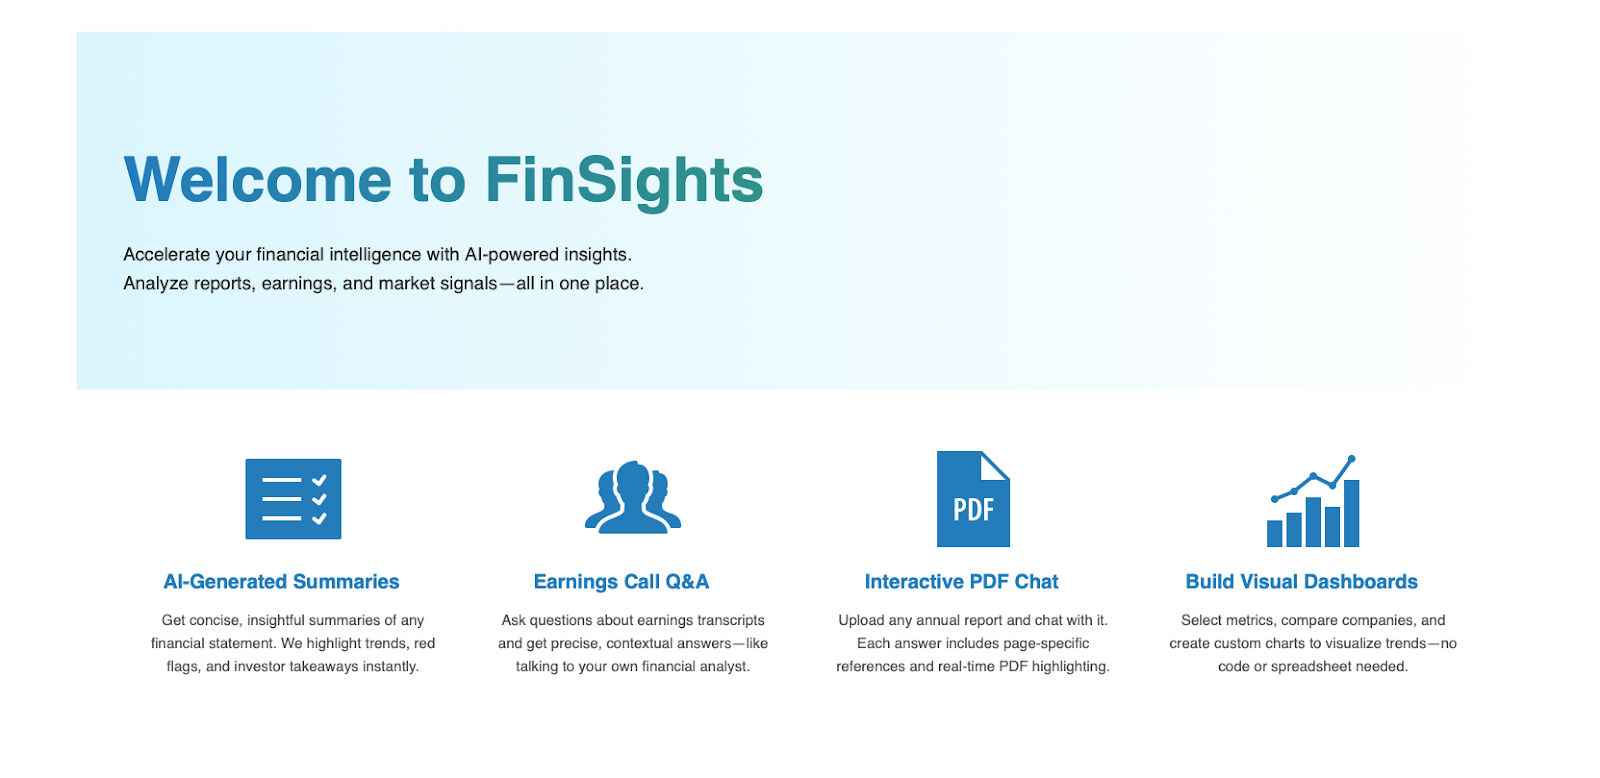 Welcome to FinSights
Accelerate your financial intelligence with AI-powered insights.
Analyze reports, earnings, and market signals—all in one place.
PDF
AI-Generated Summaries
Get concise, insightful summaries of any
financial statement. We highlight trends, red
flags, and investor takeaways instantly.
Earnings Call Q&A
Ask questions about earnings transcripts
and get precise, contextual answers—like
talking to your own financial analyst.
Interactive PDF Chat
Upload any annual report and chat with it.
Each answer includes page-specific
references and real-time PDF highlighting.
Build Visual Dashboards
Select metrics, compare companies, and
create custom charts to visualize trends—no
code or spreadsheet needed.